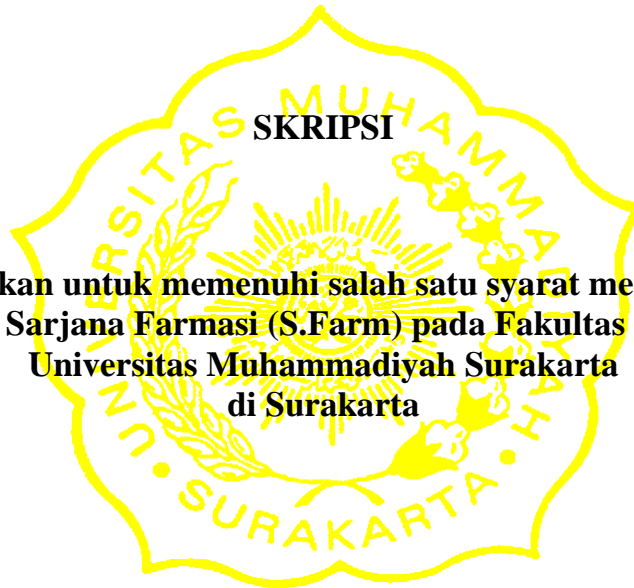 SKRIPSI
kan untuk memenuhi salah satu syarat me
Sarjana Farmasi (S.Farm) pada Fakultas
Universitas Muhammadiyah Surakarta
di Surakarta
UNIVERSITAS MUHAMMADIYAH
SURAKARTA